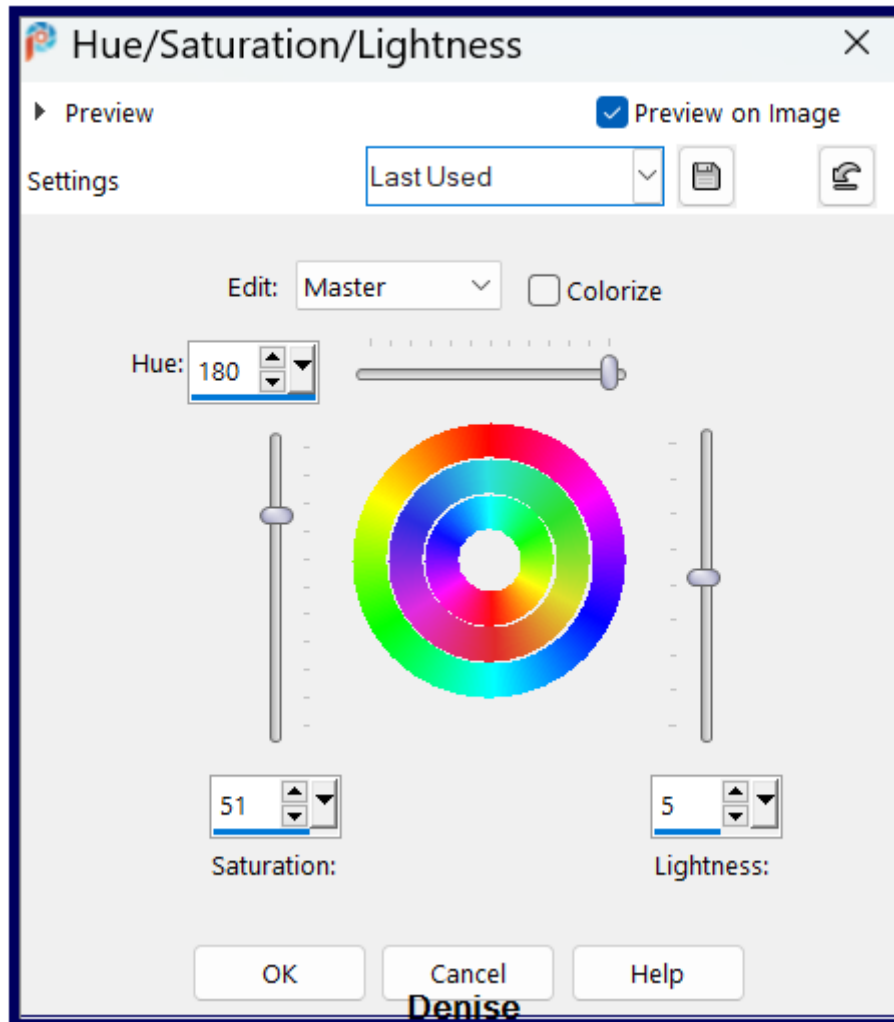 Hue/Saturation/Lightness
Preview
Preview on Image
Settings
Last Used
Edit: Master
Colorize
Hue: 180
51
5
Saturation:
Lightness:
OK
Cancel
Help
Denise